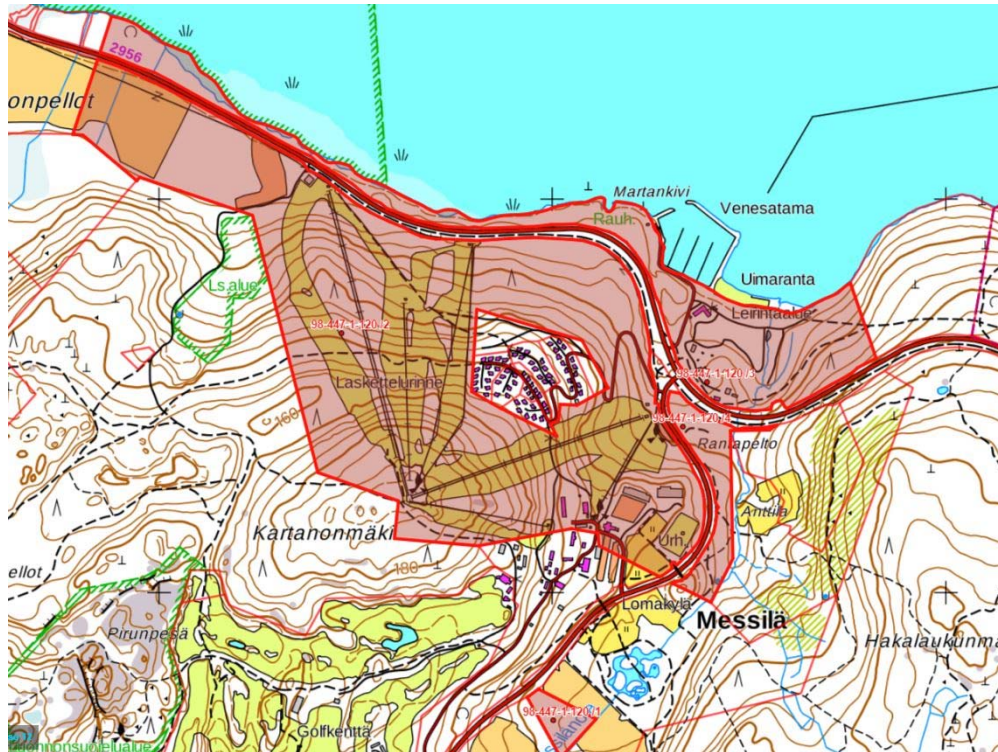 2956
onpellot
Martankivi
Venesatama
Rauh.
Uimaranta
Ls.alue
Leirintäalue
98-447-1-120/2
Laskettelurinne
98-447-1-120/3
98-447-1-120/4
160
Rantapelto
Anttila
Kartanonmäki
Urh.
180
ellot
Lomakylä
Messilä
Pirunpesä
Hakalaukunmä
98-447-1-120/1
Golfkenttä